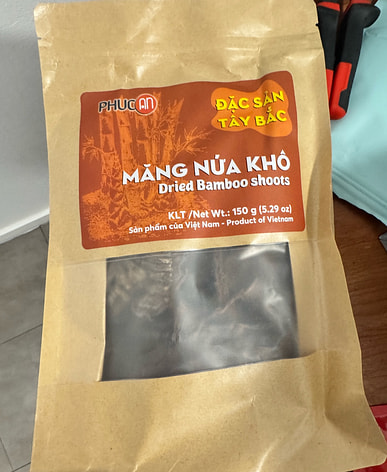 PHÚC AN
ĐẶC SẢN
TÂY BẮC
MĂNG NỨA KHÔ
Dried Bamboo shoots
KLT /Net Wt.: 150 g (5.29 oz)
Sản phẩm của Việt Nam - Product of Vietnam